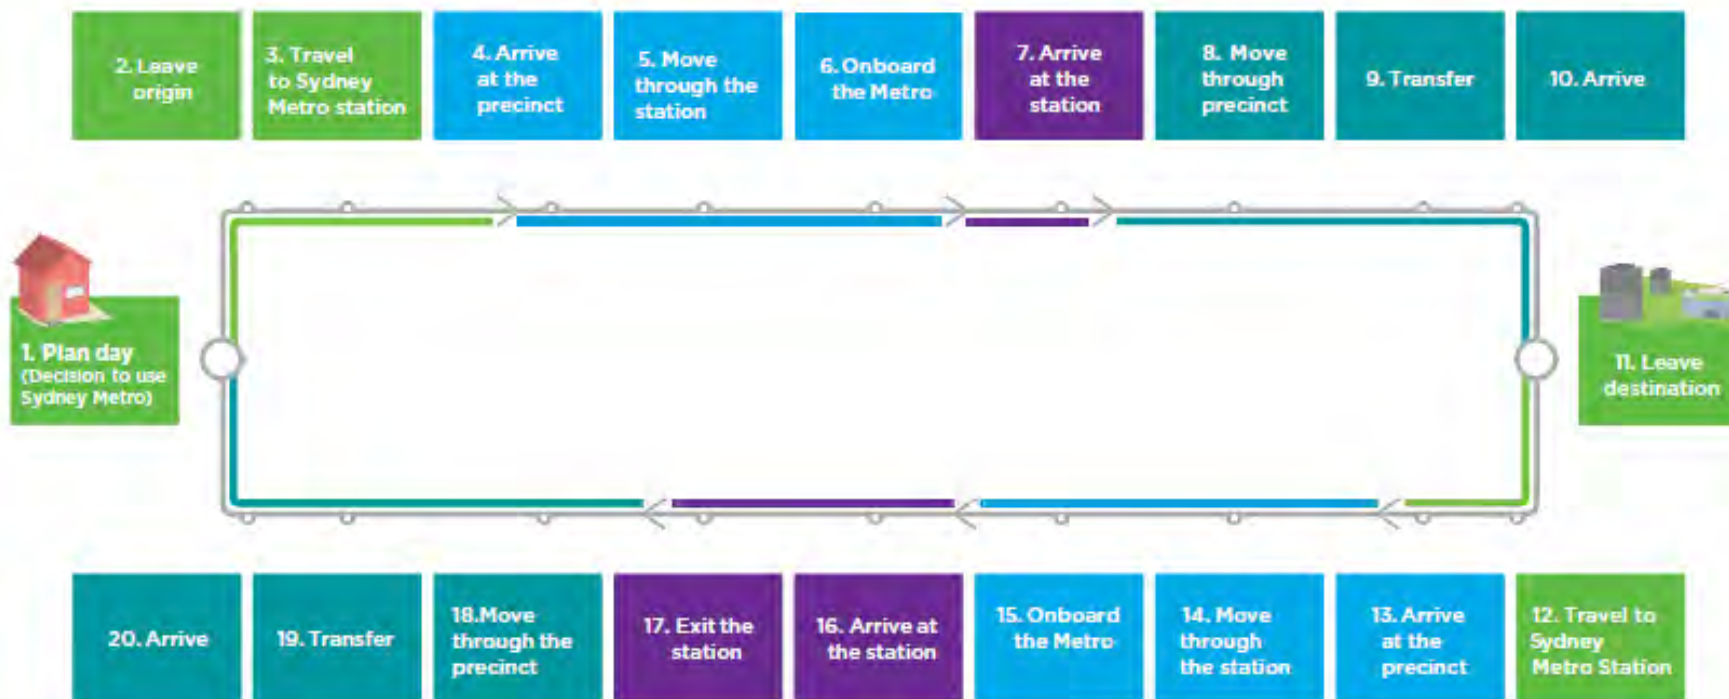 2. Leave
origin
3. Travel
to Sydney
Metro station
4. Arrive
at the
precinct
5. Move
through the
station
6. Onboard
the Metro
7. Arrive
at the
station
8. Move
through
precinct
9. Transfer
10. Arrive
1. Plan day
(Decision to use
Sydney Metro)
11. Leave
destination
20. Arrive
19. Transfer
18.Move
through the
precinct
17. Exit the
station
16. Arrive at
the station
15. Onboard
the Metro
14. Move
through
the station
13. Arrive
at the
precinct
12. Travel to
Sydney
Metro Station